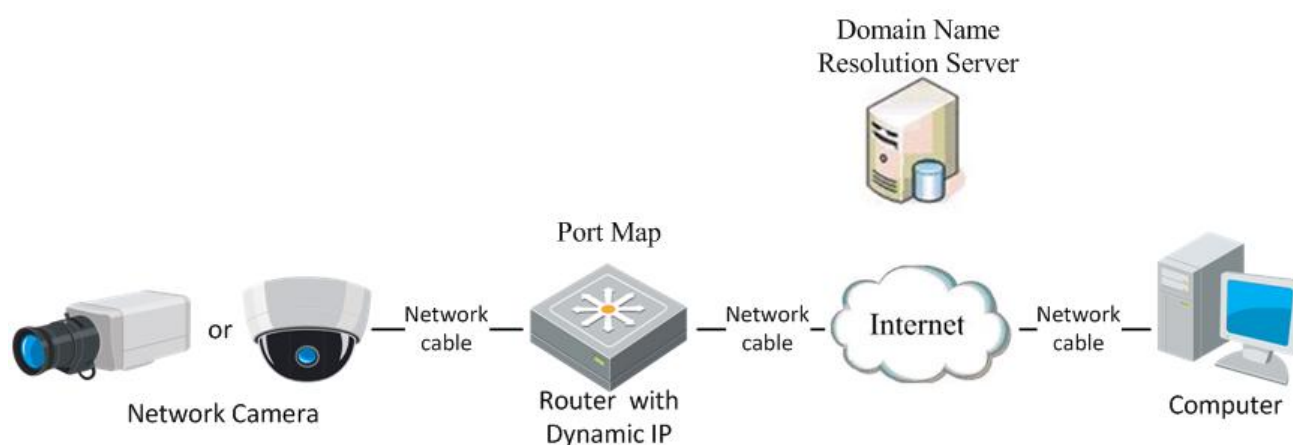 Domain Name
Resolution Server
Port Map
or
Network
cable
Network
cable
Internet
Network
cable
Network Camera
Router with
Dynamic IP
Computer